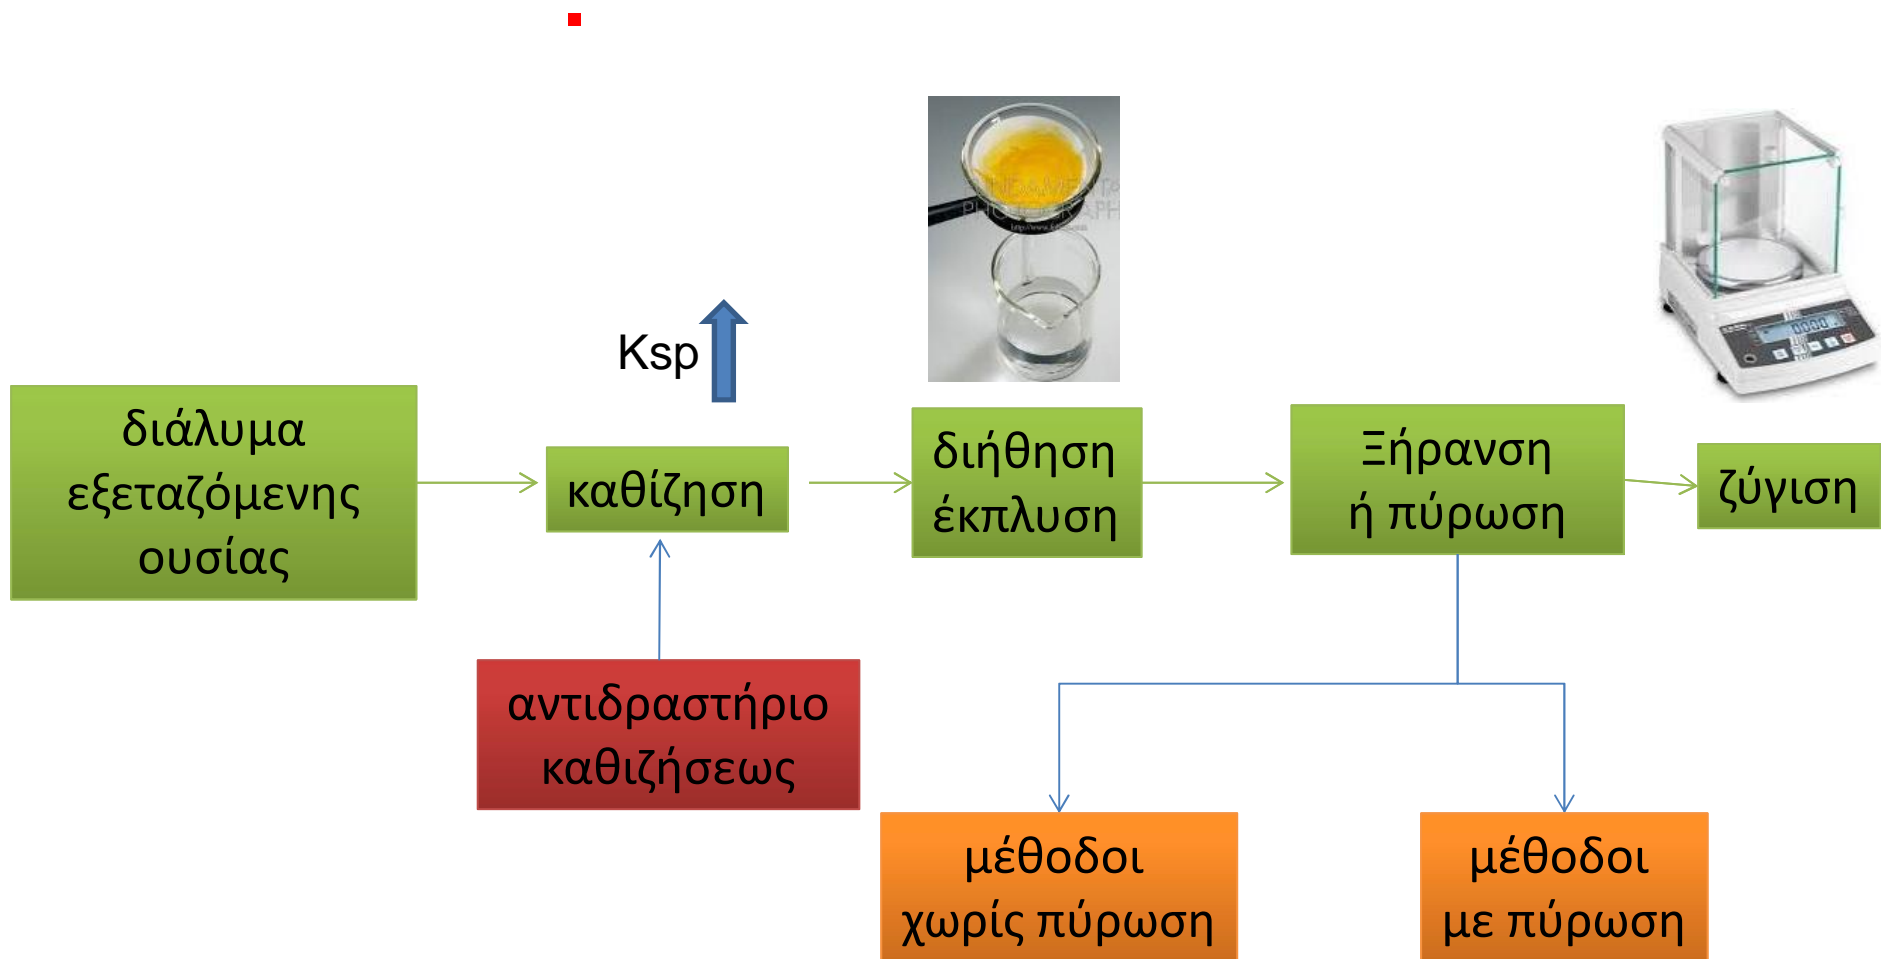 Ksp
διάλυμα
εξεταζόμενης
ουσίας
καθίζηση
διήθηση
έκπλυση
Ξήρανση
ή πύρωση
ζύγιση
αντιδραστήριο
καθιζήσεως
μέθοδοι
χωρίς πύρωση
μέθοδοι
με πύρωση